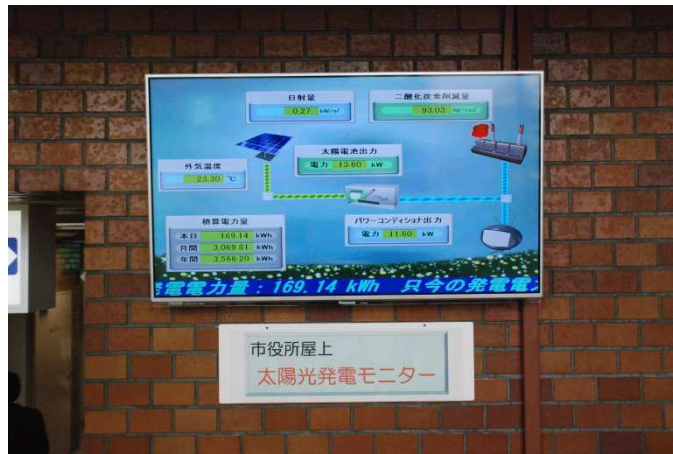 日射量
0.27 kW/m²
二酸化炭素削減量
93.03 kg-co2
太陽電池出力
電力 13.60 kW
外気温度
23.30 ℃
積算電力量
本日 169.14 kWh
月間 3,069.81 kWh
年間 3,566.20 kWh
パワーコンディショナ出力
電力 11.60 kW
電電力量：169.14 kWh 只今の発電電
Panasonic
市役所屋上
太陽光発電モニター